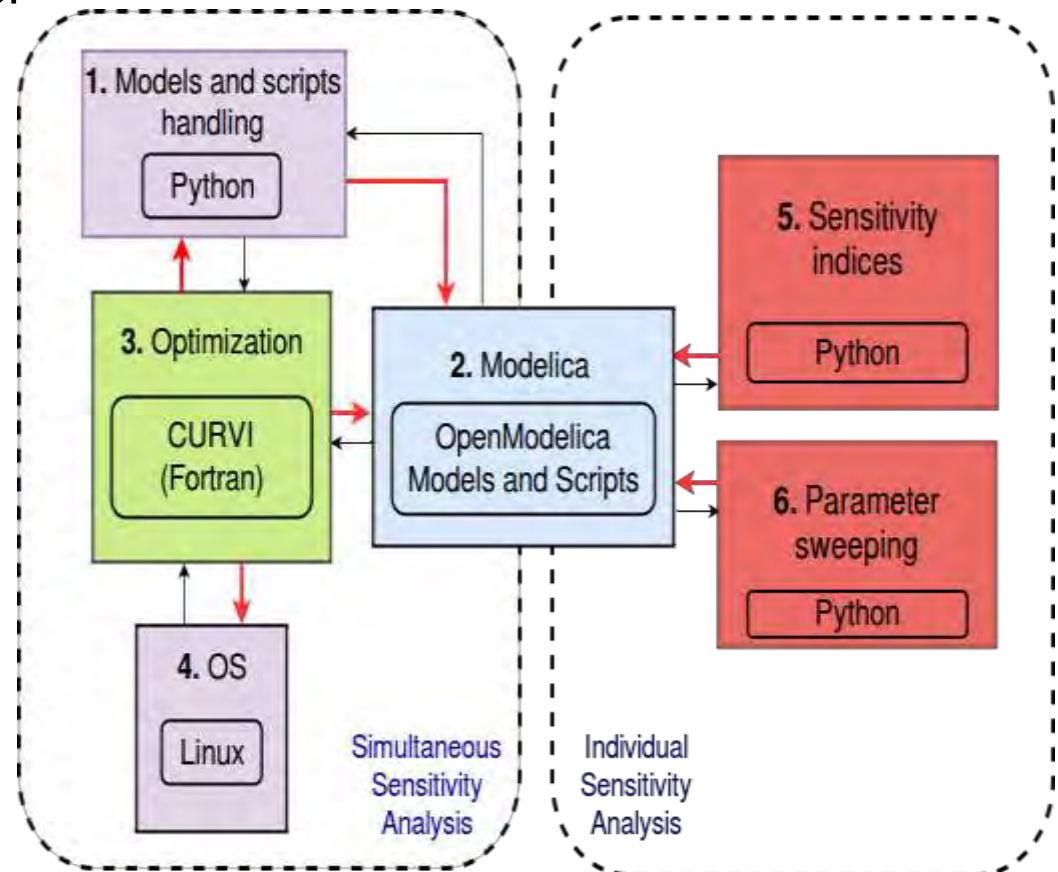 1. Models and scripts
handling
Python
3. Optimization
CURVI
(Fortran)
2. Modelica
OpenModelica
Models and Scripts
4. OS
Linux
5. Sensitivity
indices
Python
6. Parameter
sweeping
Python
Simultaneous
Sensitivity
Analysis
Individual
Sensitivity
Analysis